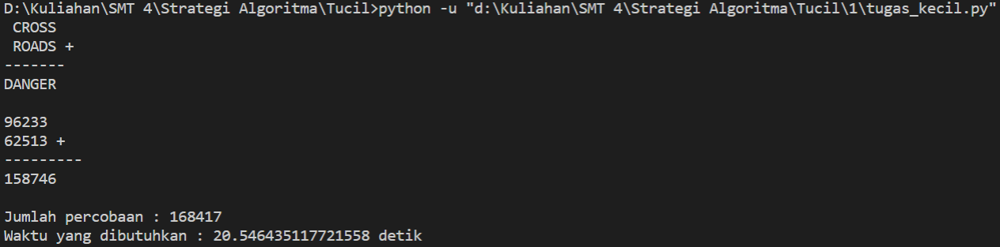 D:\Kuliahan\SMT 4\Strategi Algoritma\Tucil>python -u "d:\Kuliahan\SMT 4\Strategi Algoritma\Tucil\1\tugas_kecil.py"
 CROSS
 ROADS +
-------
DANGER

96233
62513 +
---------
158746

Jumlah percobaan : 168417
Waktu yang dibutuhkan : 20.546435117721558 detik